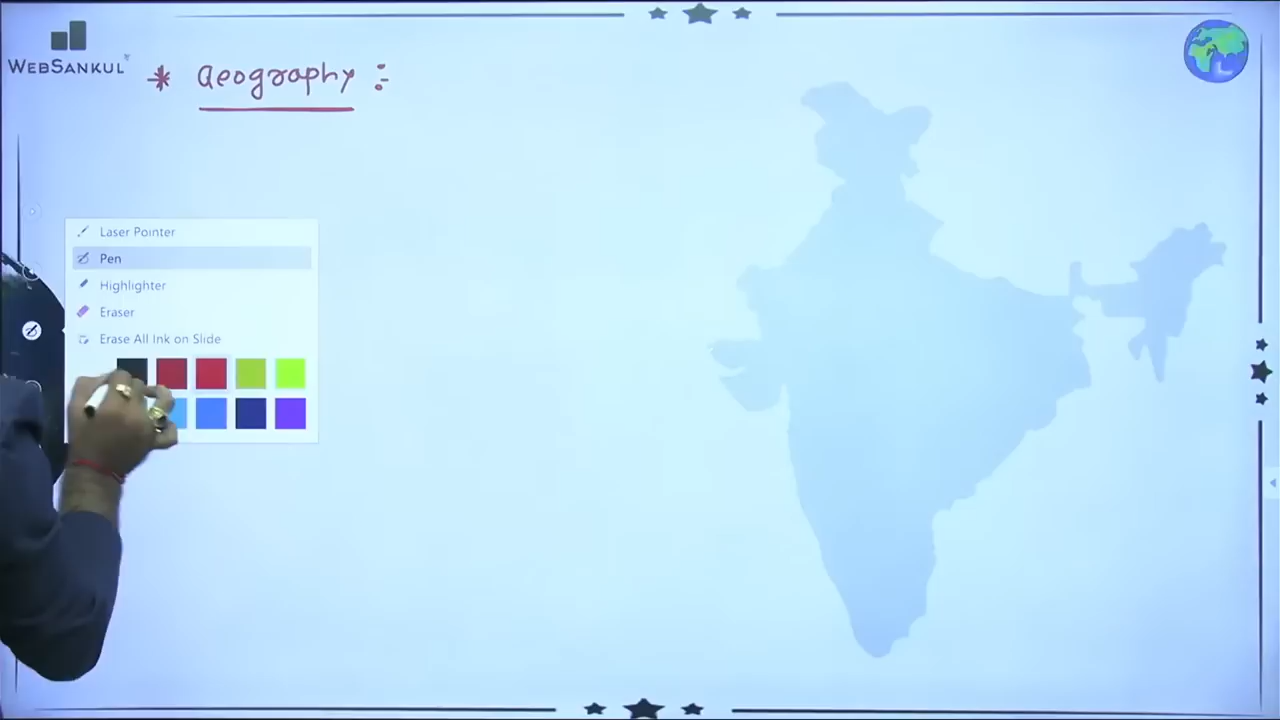 WEBSANKUL
* Geography :-
Laser Pointer
Pen
Highlighter
Eraser
Erase All Ink on Slide